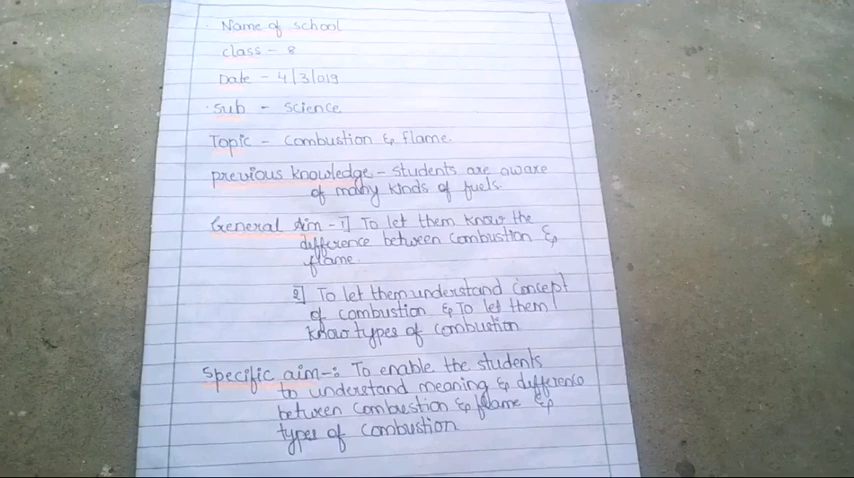 Name of school
class - 8
Date - 4/3/019
Sub - science
Topic - Combustion & flame.
previous knowledge - students are aware
of many kinds of fuels.
General Aim - 1] To let them know the
difference between combustion &
flame.
2] To let them understand concept
of combustion & To let them
know types of combustion
Specific aim -: To enable the students
to understand meaning & difference
between combustion & flame &
types of combustion